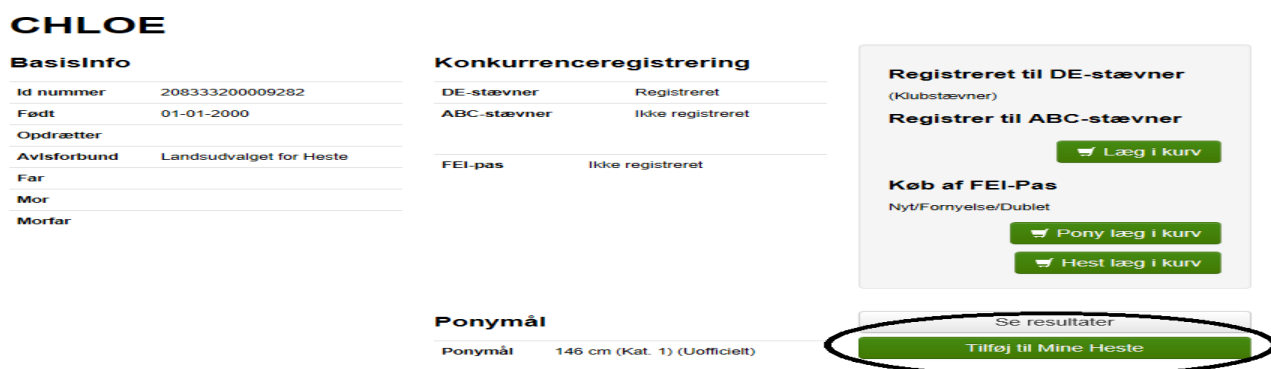 CHLOE
BasisInfo
Id nummer 208333200009282
Født 01-01-2000
Opdrætter
Avlsforbund Landsudvalget for Heste
Far
Mor
Morfar
Konkurrenceregistrering
DE-stævner Registreret
ABC-stævner Ikke registreret
FEI-pas Ikke registreret
Registreret til DE-stævner
(Klubstævner)
Registrer til ABC-stævner
Læg i kurv
Køb af FEI-Pas
Nyt/Fornyelse/Dublet
Pony læg i kurv
Hest læg i kurv
Ponymål
Ponymål 146 cm (Kat. 1) (Uofficielt)
Se resultater
Tilføj til Mine Heste